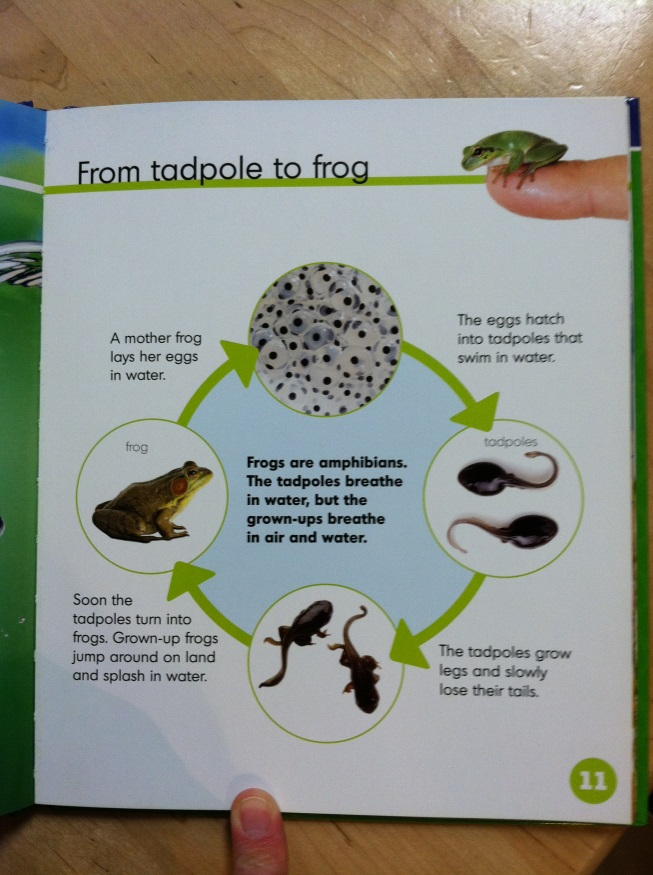 From tadpole to frog
A mother frog
lays her eggs
in water.
The eggs hatch
into tadpoles that
swim in water.
frog
tadpoles
Frogs are amphibians.
The tadpoles breathe
in water, but the
grown-ups breathe
in air and water.
Soon the
tadpoles turn into
frogs. Grown-up frogs
jump around on land
and splash in water.
The tadpoles grow
legs and slowly
lose their tails.
11